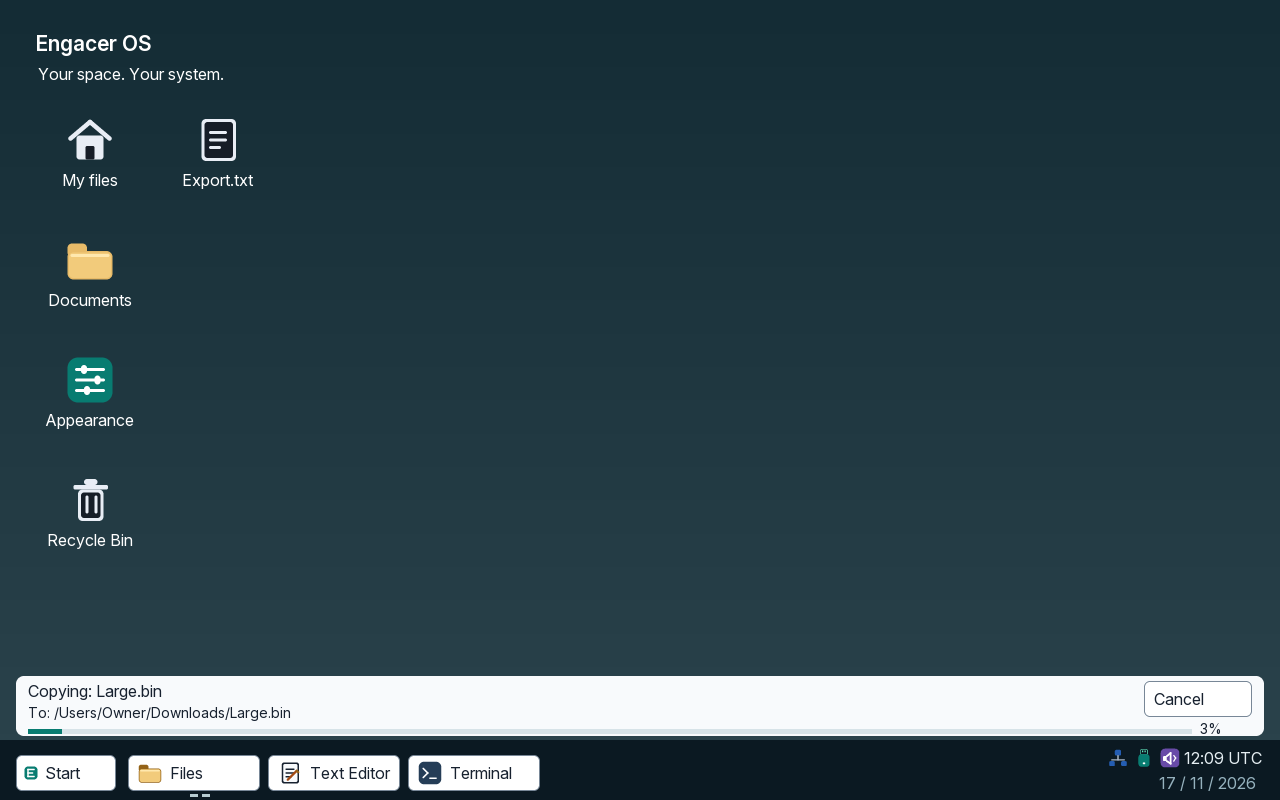 Engacer OS
Your space. Your system.
My files
Export.txt
Documents
Appearance
Recycle Bin
Copying: Large.bin
Cancel
To: /Users/Owner/Downloads/Large.bin
3%
Start
Files
Text Editor
Terminal
12:09 UTC
17 / 11 / 2026